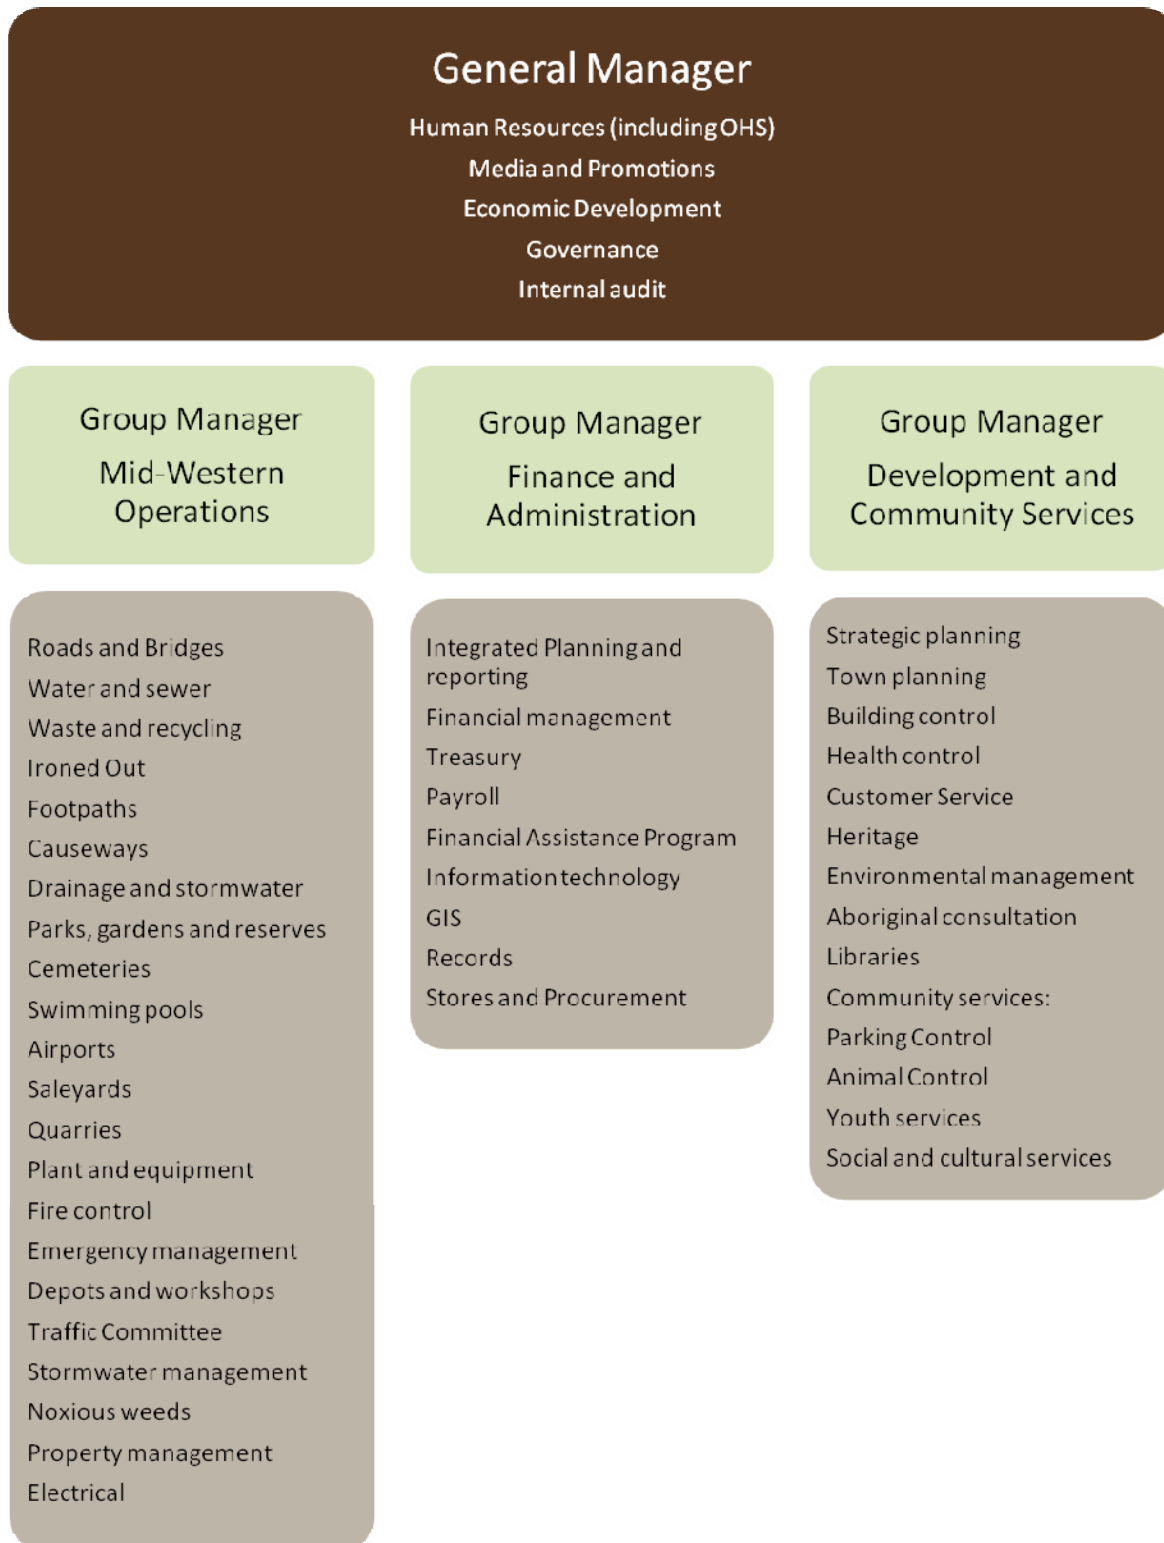 General Manager
Human Resources (including OHS)
Media and Promotions
Economic Development
Governance
Internal audit
Group Manager
Mid-Western
Operations
Roads and Bridges
Water and sewer
Waste and recycling
Ironed Out
Footpaths
Causeways
Drainage and stormwater
Parks, gardens and reserves
Cemeteries
Swimming pools
Airports
Saleyards
Quarries
Plant and equipment
Fire control
Emergency management
Depots and workshops
Traffic Committee
Stormwater management
Noxious weeds
Property management
Electrical
Group Manager
Finance and
Administration
Integrated Planning and
reporting
Financial management
Treasury
Payroll
Financial Assistance Program
Information technology
GIS
Records
Stores and Procurement
Group Manager
Development and
Community Services
Strategic planning
Town planning
Building control
Health control
Customer Service
Heritage
Environmental management
Aboriginal consultation
Libraries
Community services:
Parking Control
Animal Control
Youth services
Social and cultural services